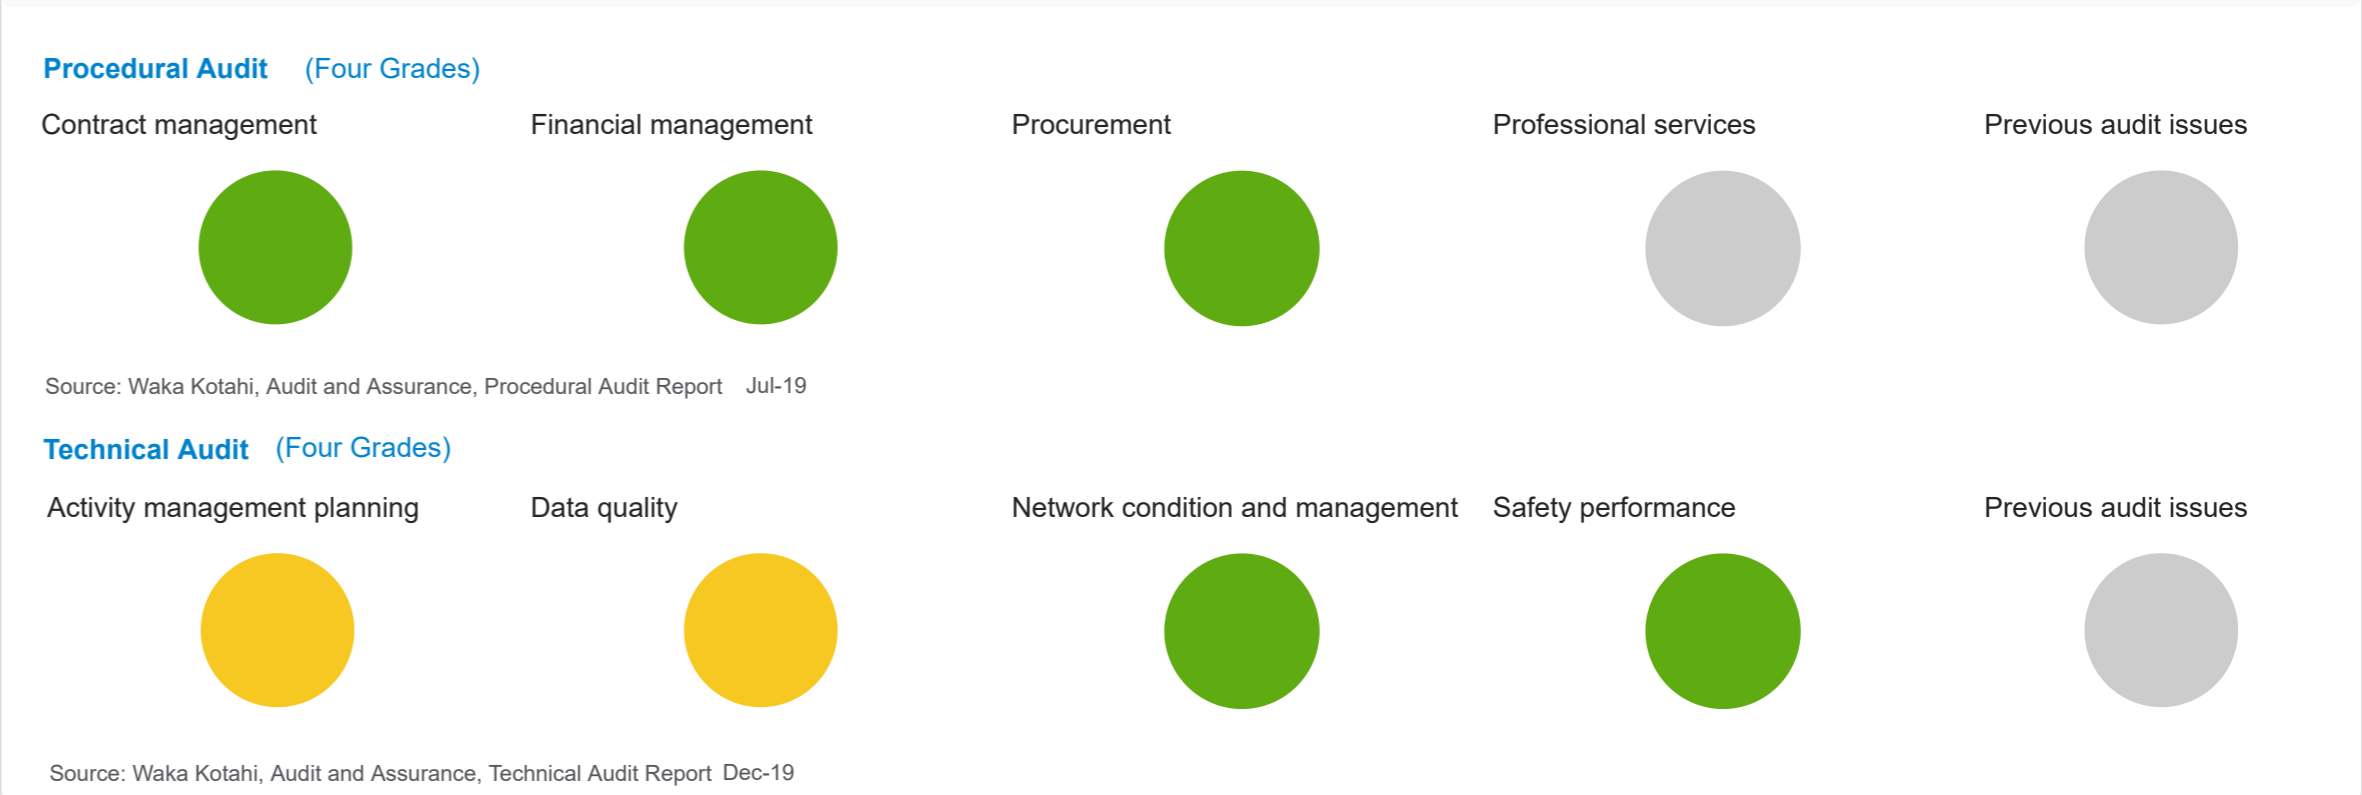 Procedural Audit (Four Grades)
Contract management Financial management Procurement Professional services Previous audit issues
Source: Waka Kotahi, Audit and Assurance, Procedural Audit Report Jul-19
Technical Audit (Four Grades)
Activity management planning Data quality Network condition and management Safety performance Previous audit issues
Source: Waka Kotahi, Audit and Assurance, Technical Audit Report Dec-19